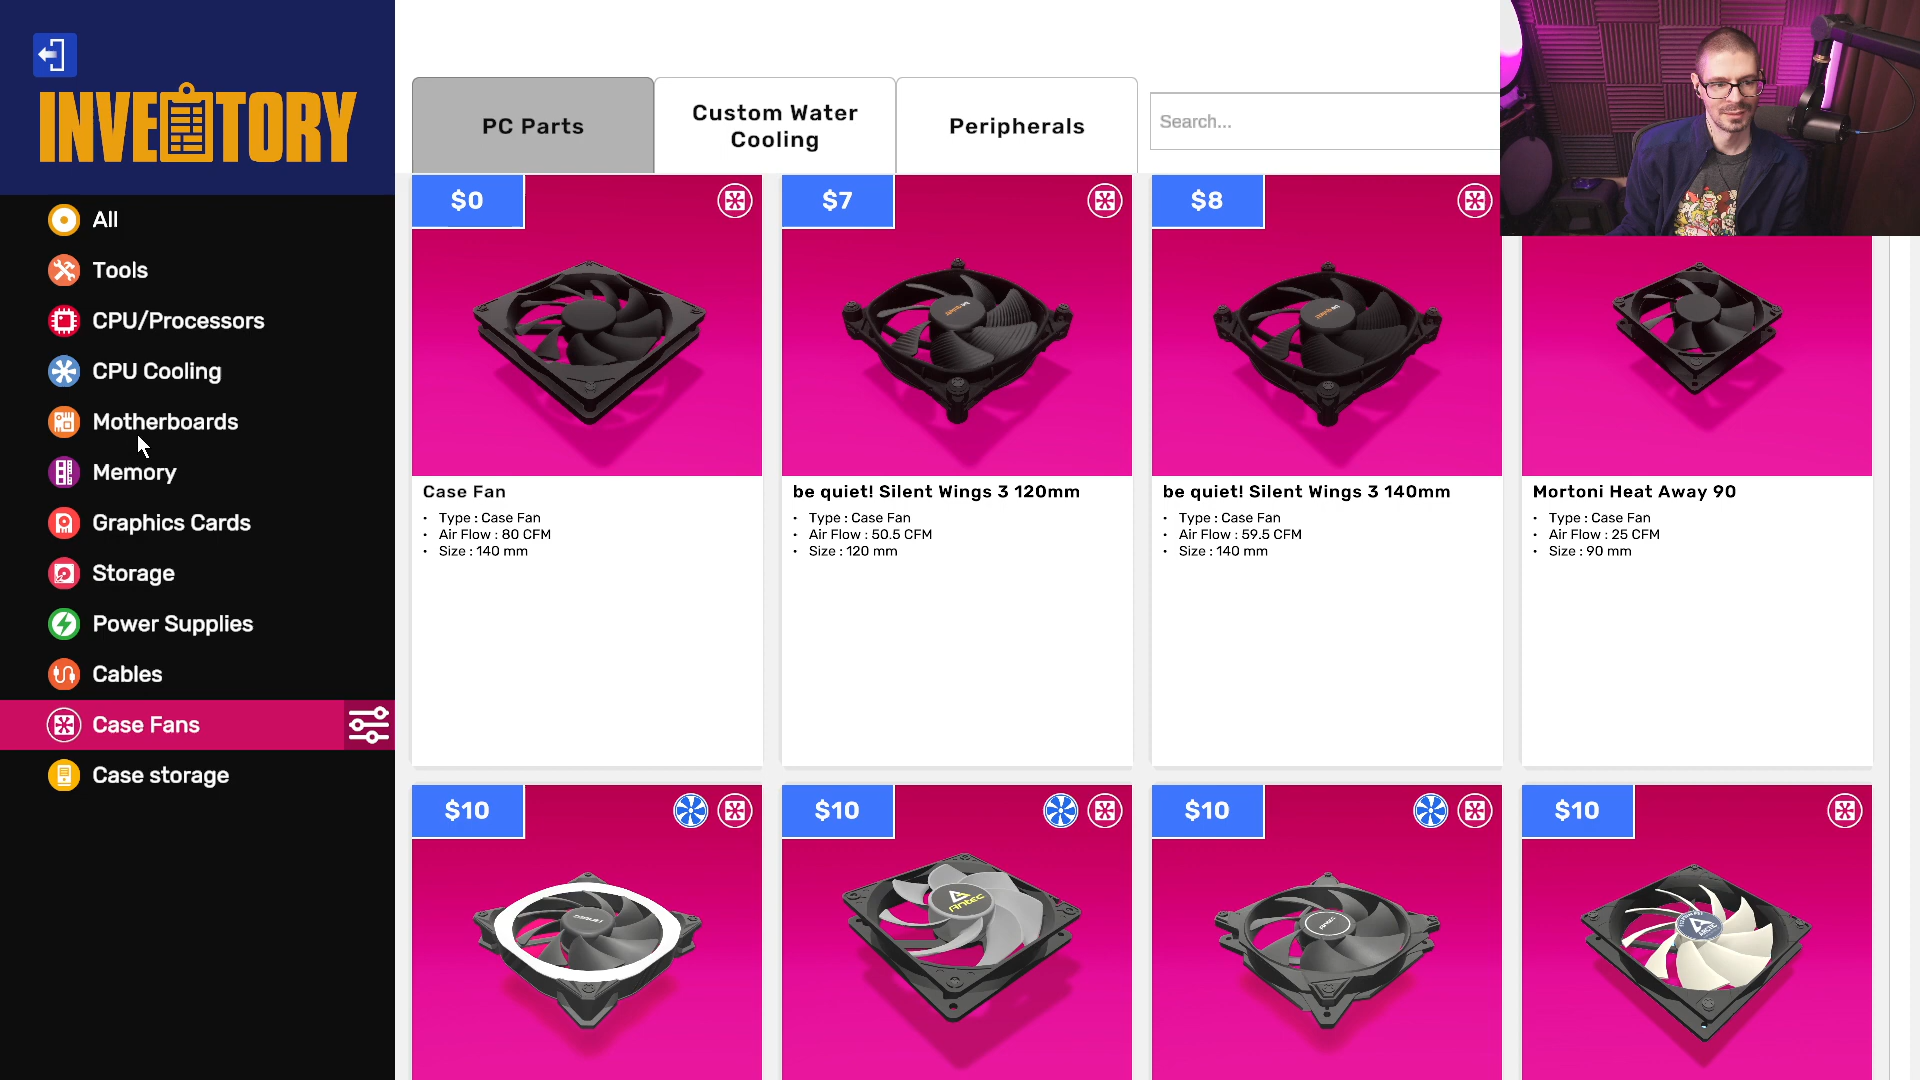 INVENTORY
All
Tools
CPU/Processors
CPU Cooling
Motherboards
Memory
Graphics Cards
Storage
Power Supplies
Cables
Case Fans
Case storage
PC Parts
Custom Water
Cooling
Peripherals
Search...
$0
Case Fan
• Type : Case Fan
• Air Flow : 80 CFM
• Size : 140 mm
$7
be quiet! Silent Wings 3 120mm
• Type : Case Fan
• Air Flow : 50.5 CFM
• Size : 120 mm
$8
be quiet! Silent Wings 3 140mm
• Type : Case Fan
• Air Flow : 59.5 CFM
• Size : 140 mm
Mortoni Heat Away 90
• Type : Case Fan
• Air Flow : 25 CFM
• Size : 90 mm
$10
$10
Antec
$10
$10
ARCTIC